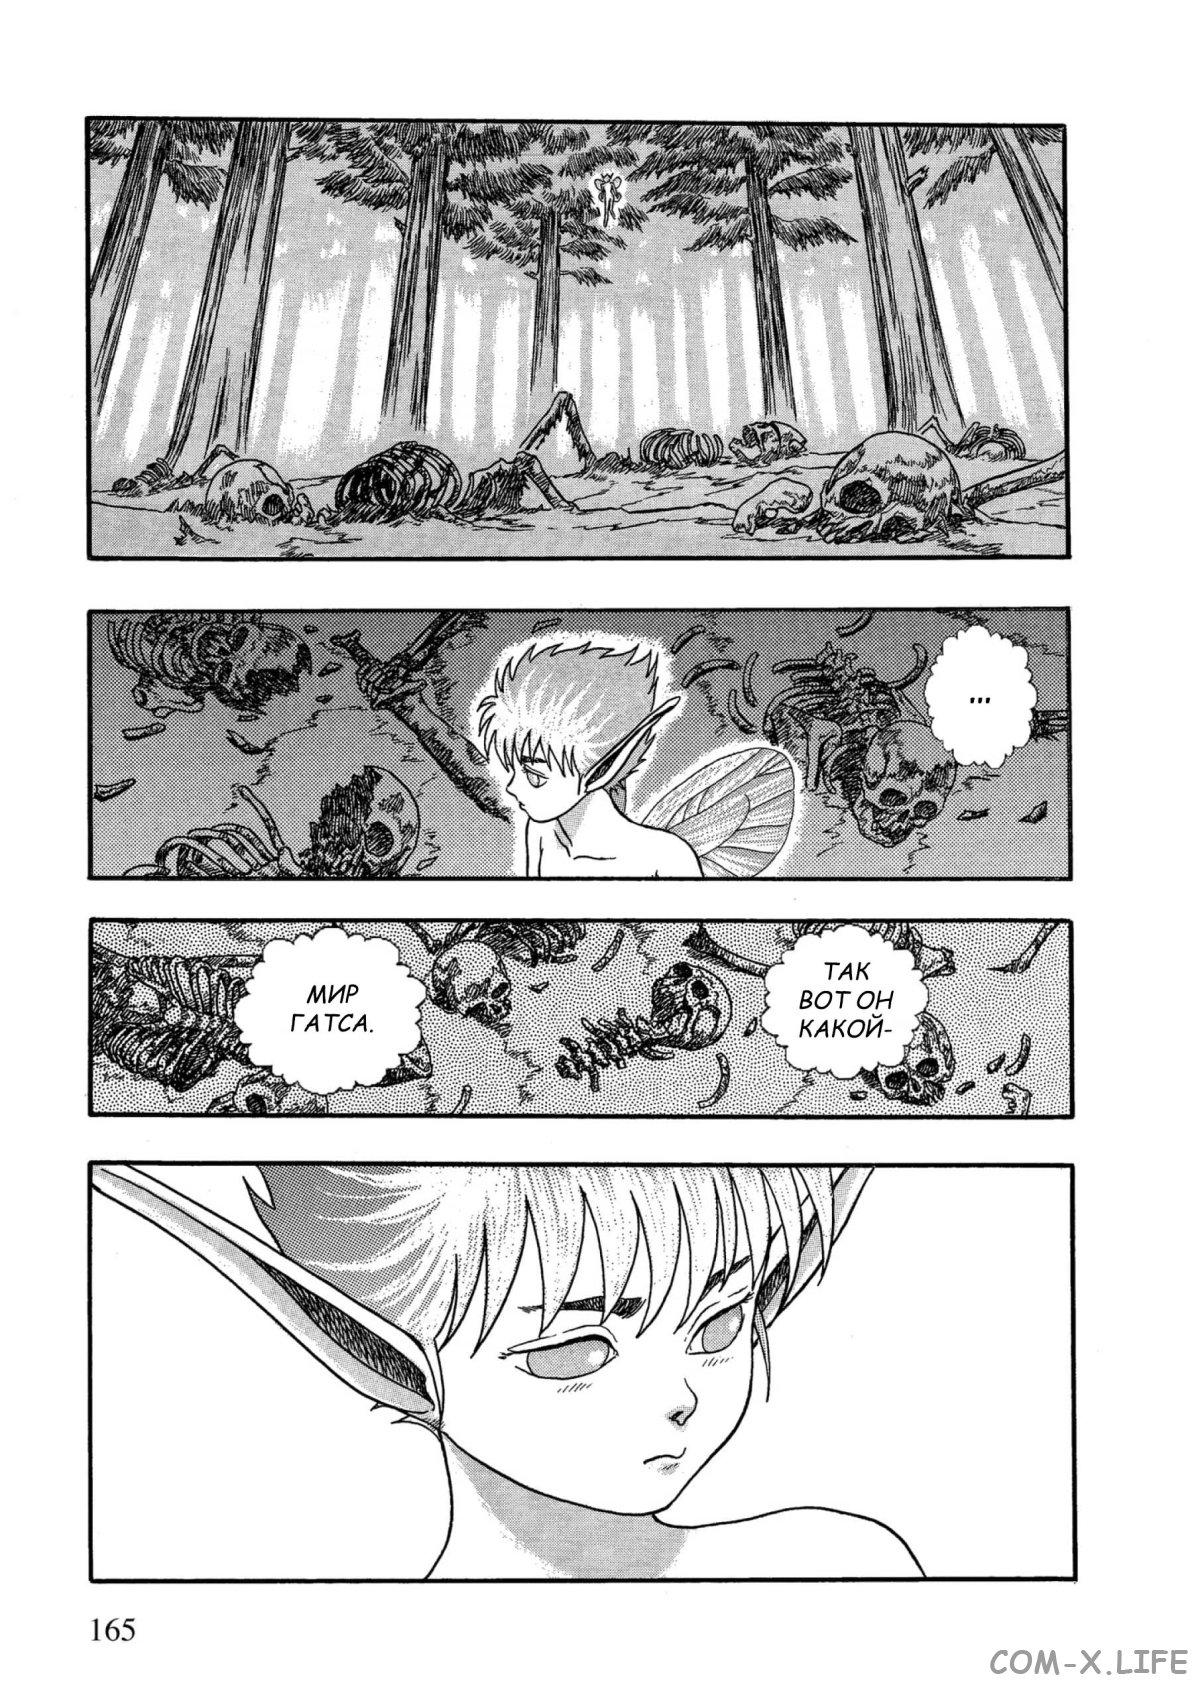 ...
ТАК
ВОТ ОН
КАКОЙ-
МИР
ГАТСА.
165
COM-X.LIFE